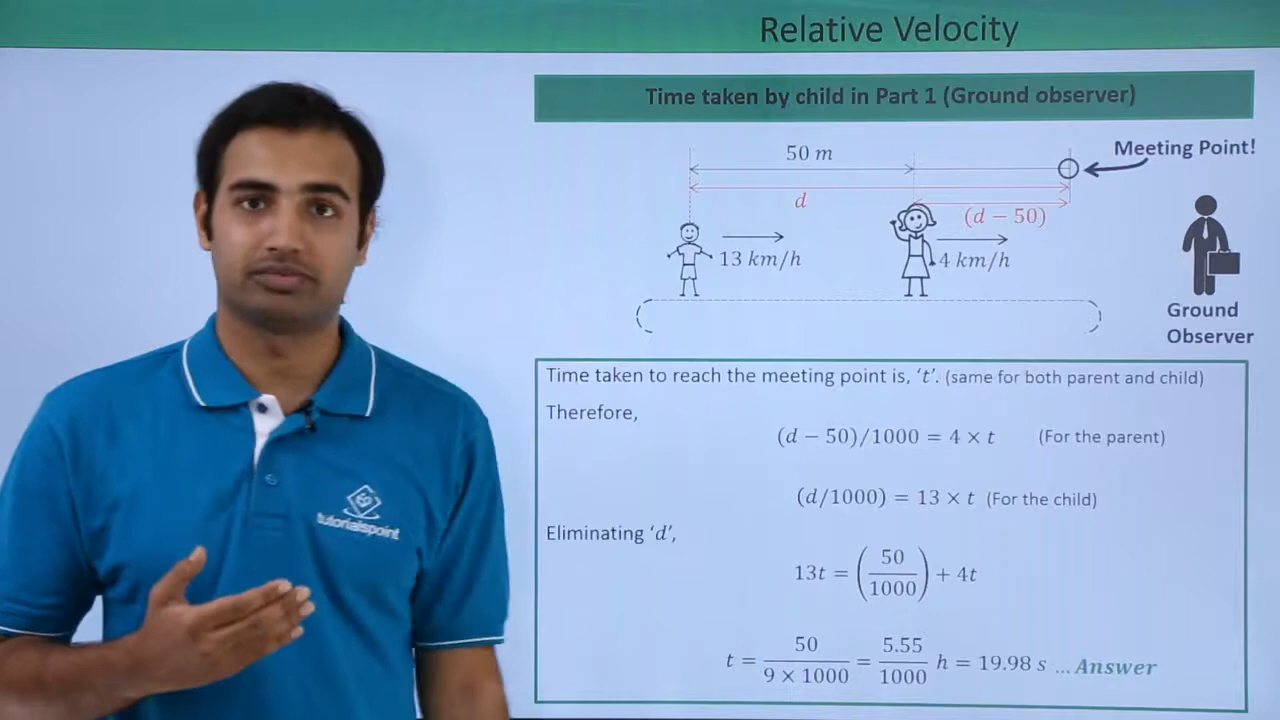 Relative Velocity
Time taken by child in Part 1 (Ground observer)
50 m
Meeting Point!
d
(d − 50)
13 km/h
4 km/h
Ground
Observer
Time taken to reach the meeting point is, ‘t’. (same for both parent and child)
Therefore,
(d − 50)/1000 = 4 × t (For the parent)
(d/1000) = 13 × t (For the child)
Eliminating ‘d’,
13t = (50/1000) + 4t
t = 50/(9 × 1000) = 5.55/1000 h = 19.98 s ... Answer
tutorialspoint